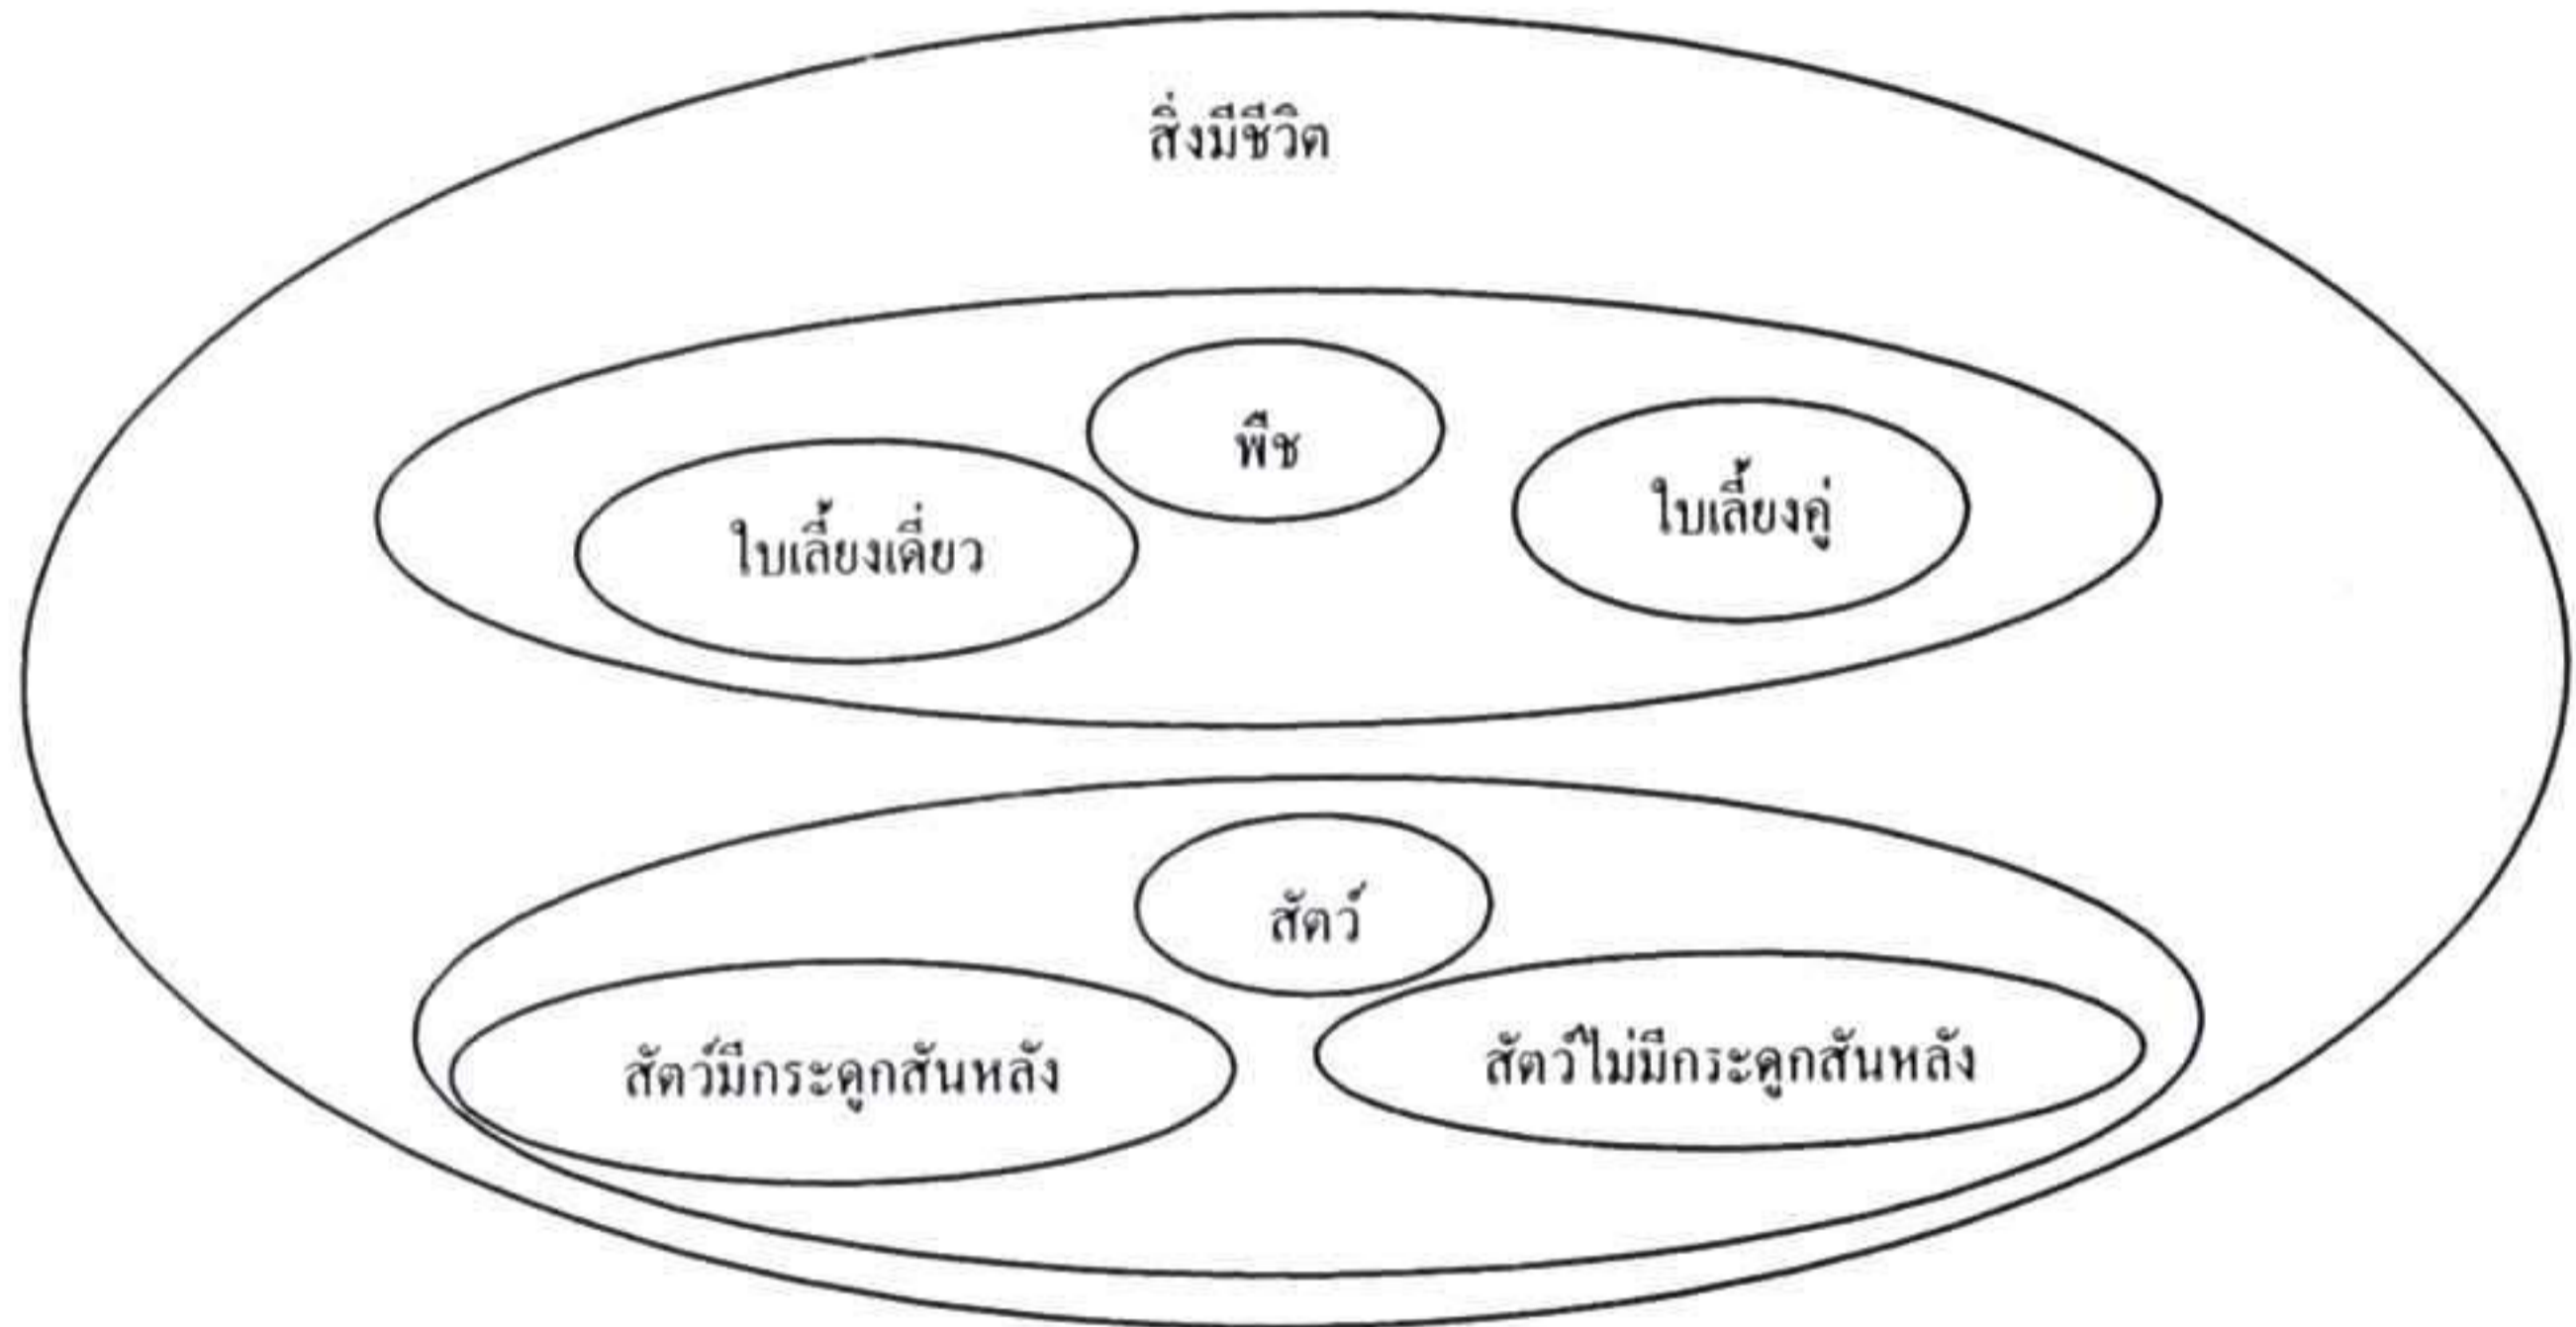 สิ่งมีชีวิต
พืช
ใบเลี้ยงเดี่ยว
ใบเลี้ยงคู่
สัตว์
สัตว์มีกระดูกสันหลัง
สัตว์ไม่มีกระดูกสันหลัง